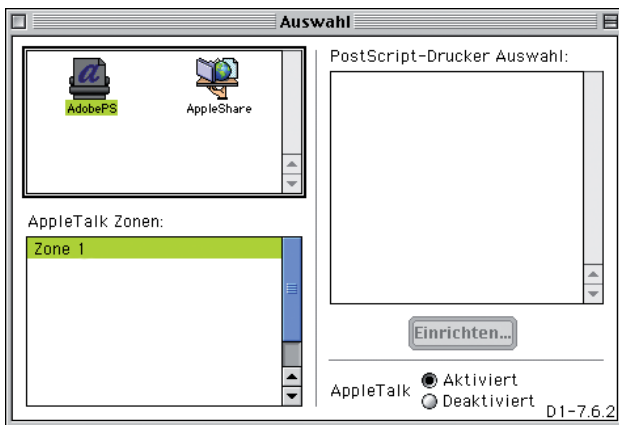 Auswahl
AdobePS
AppleShare
AppleTalk Zonen:
Zone 1
PostScript-Drucker Auswahl:
Einrichten...
AppleTalk
Aktiviert
Deaktiviert
D1-7.6.2